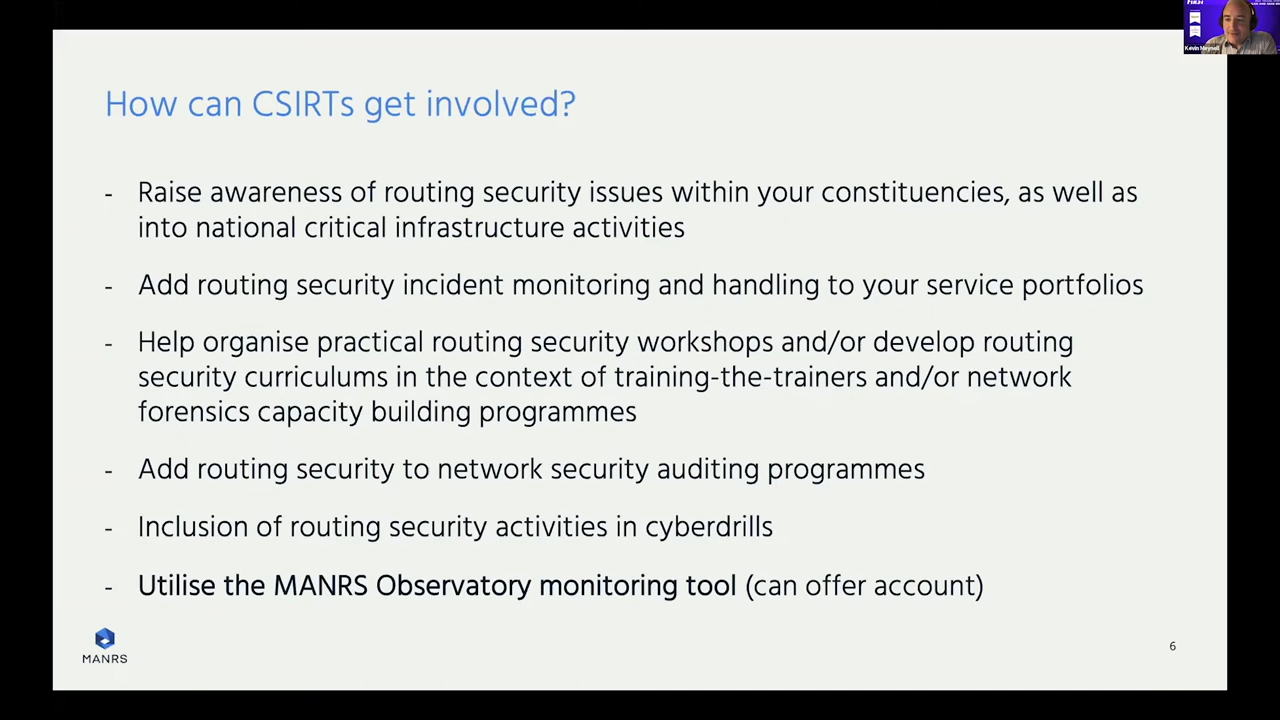 How can CSIRTs get involved?
- Raise awareness of routing security issues within your constituencies, as well as
into national critical infrastructure activities
- Add routing security incident monitoring and handling to your service portfolios
- Help organise practical routing security workshops and/or develop routing
security curriculums in the context of training-the-trainers and/or network
forensics capacity building programmes
- Add routing security to network security auditing programmes
- Inclusion of routing security activities in cyberdrills
- Utilise the MANRS Observatory monitoring tool (can offer account)
MANRS
6
Kevin Meynell